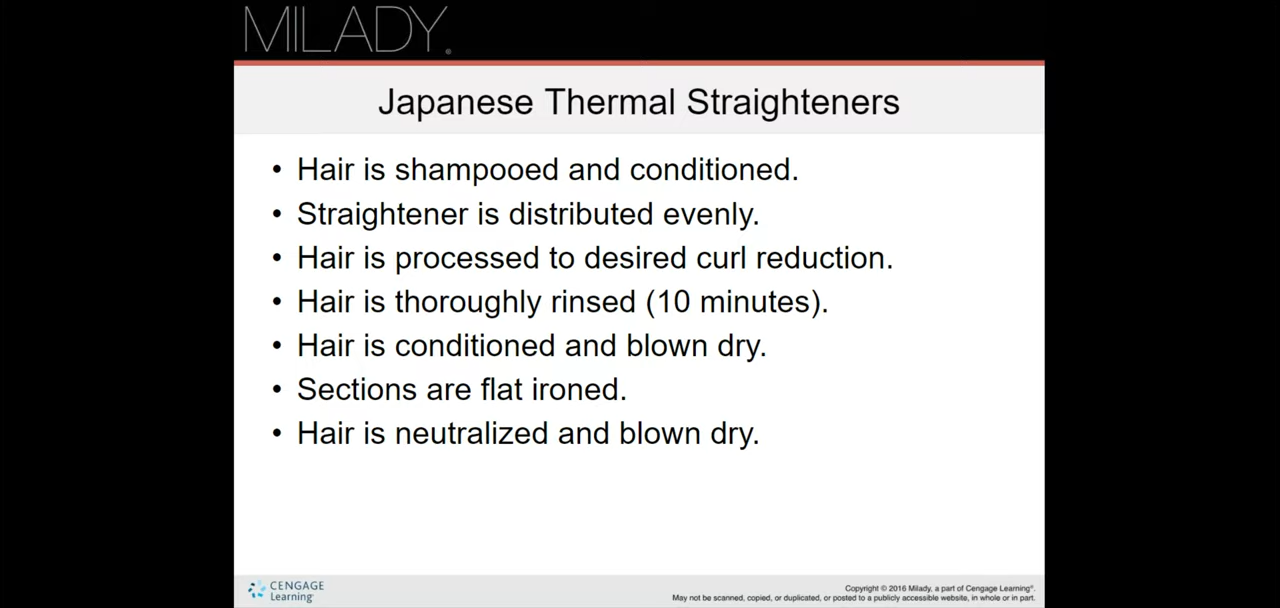 MILADY.
Japanese Thermal Straighteners
• Hair is shampooed and conditioned.
• Straightener is distributed evenly.
• Hair is processed to desired curl reduction.
• Hair is thoroughly rinsed (10 minutes).
• Hair is conditioned and blown dry.
• Sections are flat ironed.
• Hair is neutralized and blown dry.
CENGAGE
Learning
Copyright © 2016 Milady, a part of Cengage Learning®.
May not be scanned, copied, or duplicated, or posted to a publicly accessible website, in whole or in part.